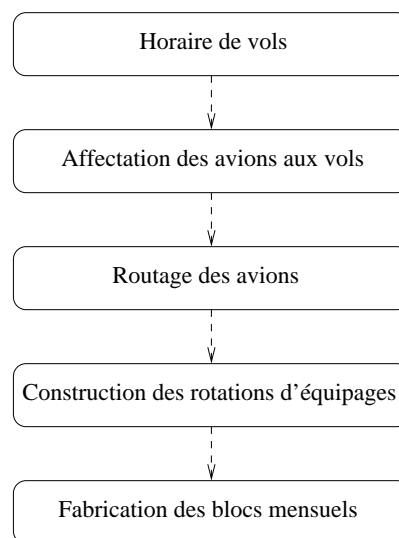 Horaire de vols
Affectation des avions aux vols
Routage des avions
Construction des rotations d'équipages
Fabrication des blocs mensuels